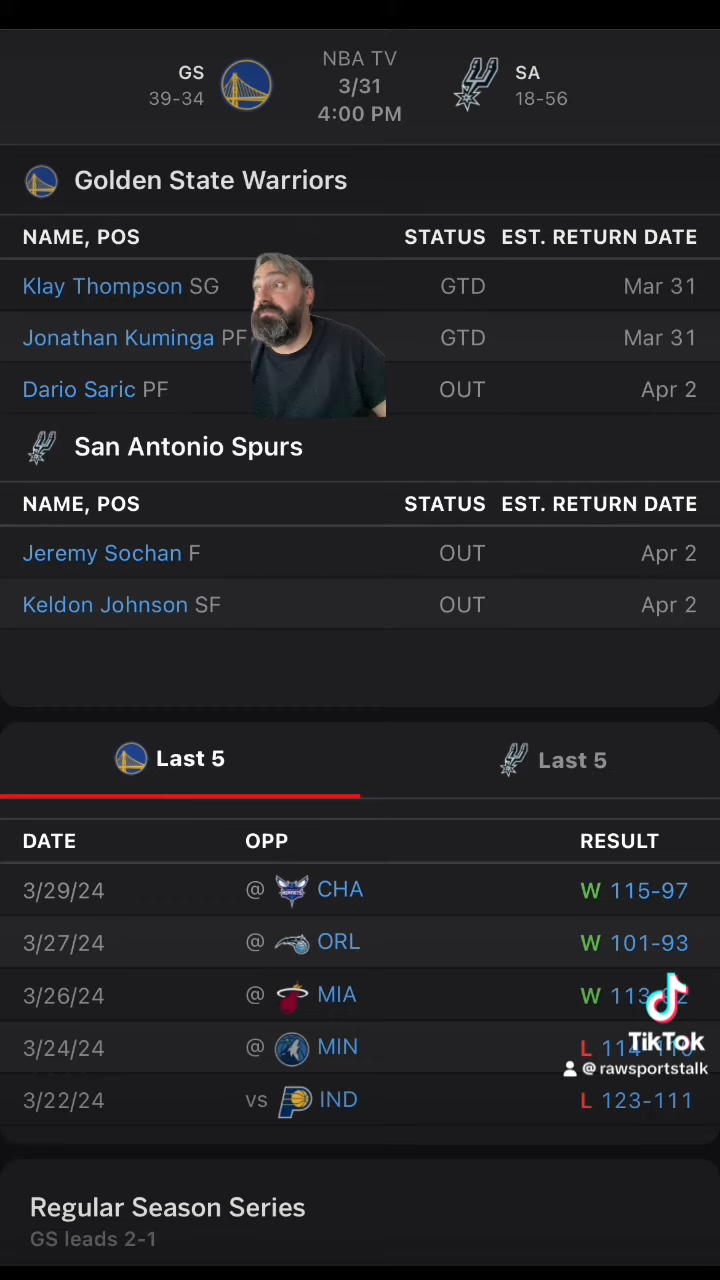 GS
39-34
NBA TV
3/31
4:00 PM
SA
18-56
Golden State Warriors
NAME, POS STATUS EST. RETURN DATE
Klay Thompson SG GTD Mar 31
Jonathan Kuminga PF GTD Mar 31
Dario Saric PF OUT Apr 2
San Antonio Spurs
NAME, POS STATUS EST. RETURN DATE
Jeremy Sochan F OUT Apr 2
Keldon Johnson SF OUT Apr 2
Last 5 Last 5
DATE OPP RESULT
3/29/24 @ CHA W 115-97
3/27/24 @ ORL W 101-93
3/26/24 @ MIA W
3/24/24 @ MIN L
TikTok
@rawsportstalk
3/22/24 vs IND L 123-111
Regular Season Series
GS leads 2-1